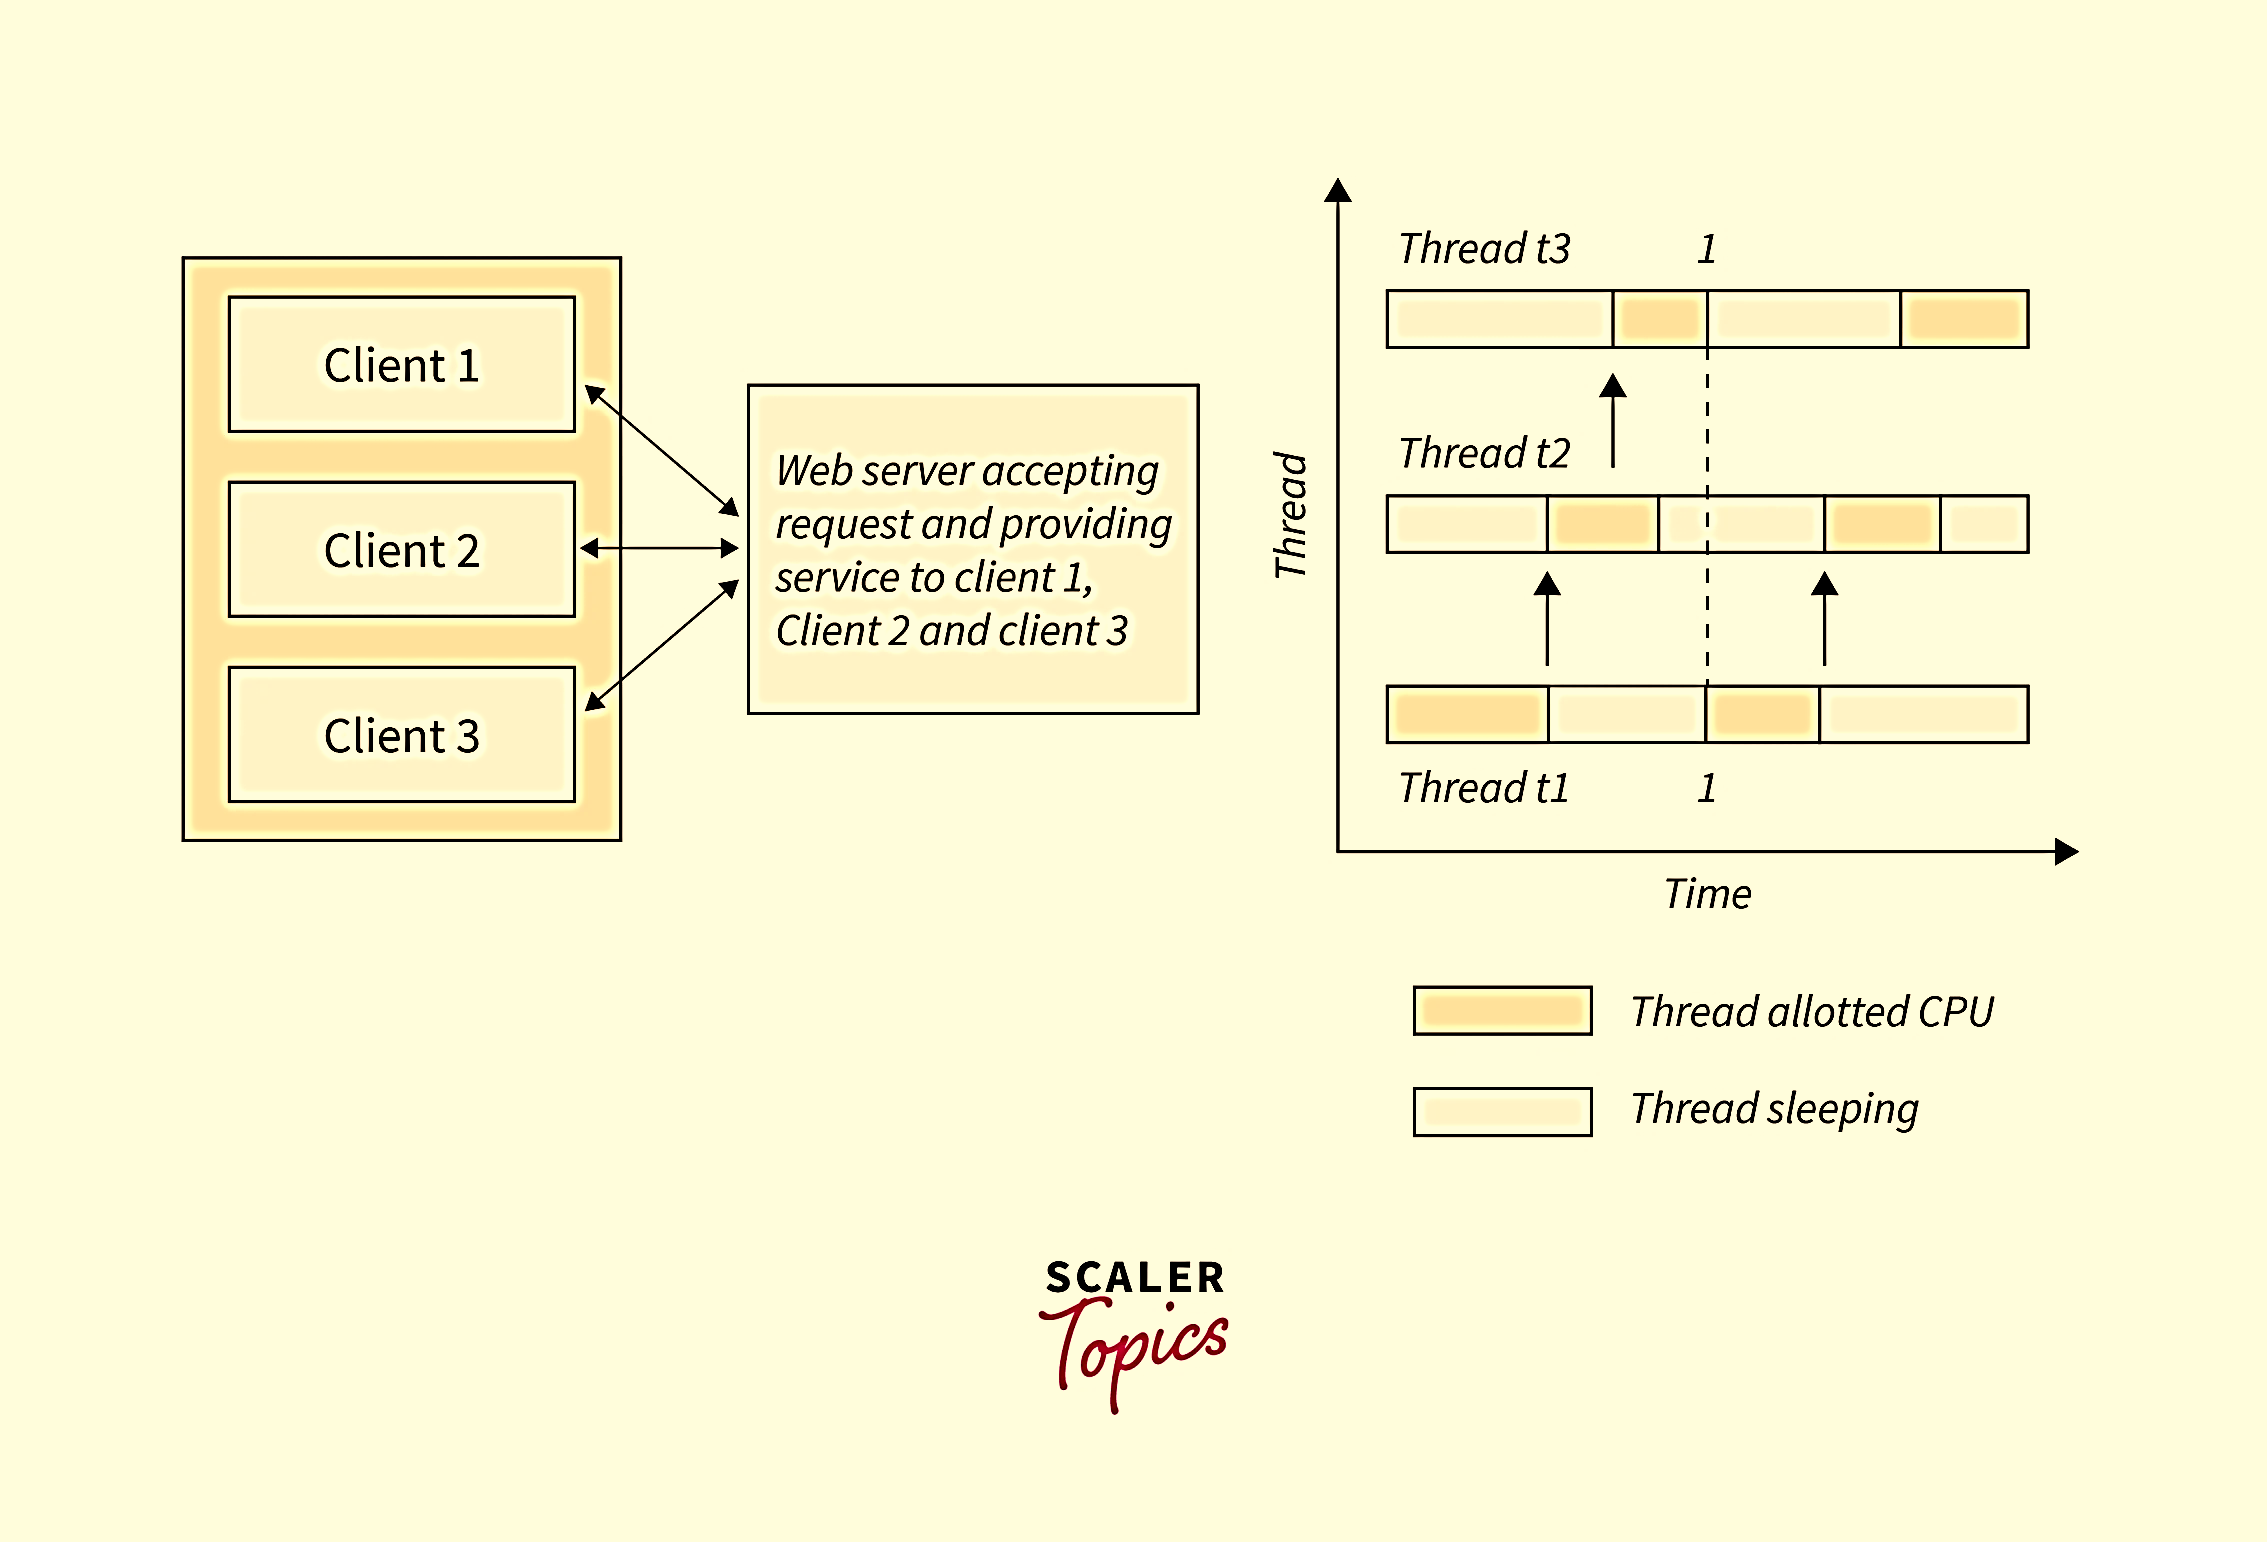 Client 1
Client 2
Client 3
Web server accepting
request and providing
service to client 1,
Client 2 and client 3
Thread
Thread t3 1
Thread t2
Thread t1 1
Time
Thread allotted CPU
Thread sleeping
SCALER
Topics